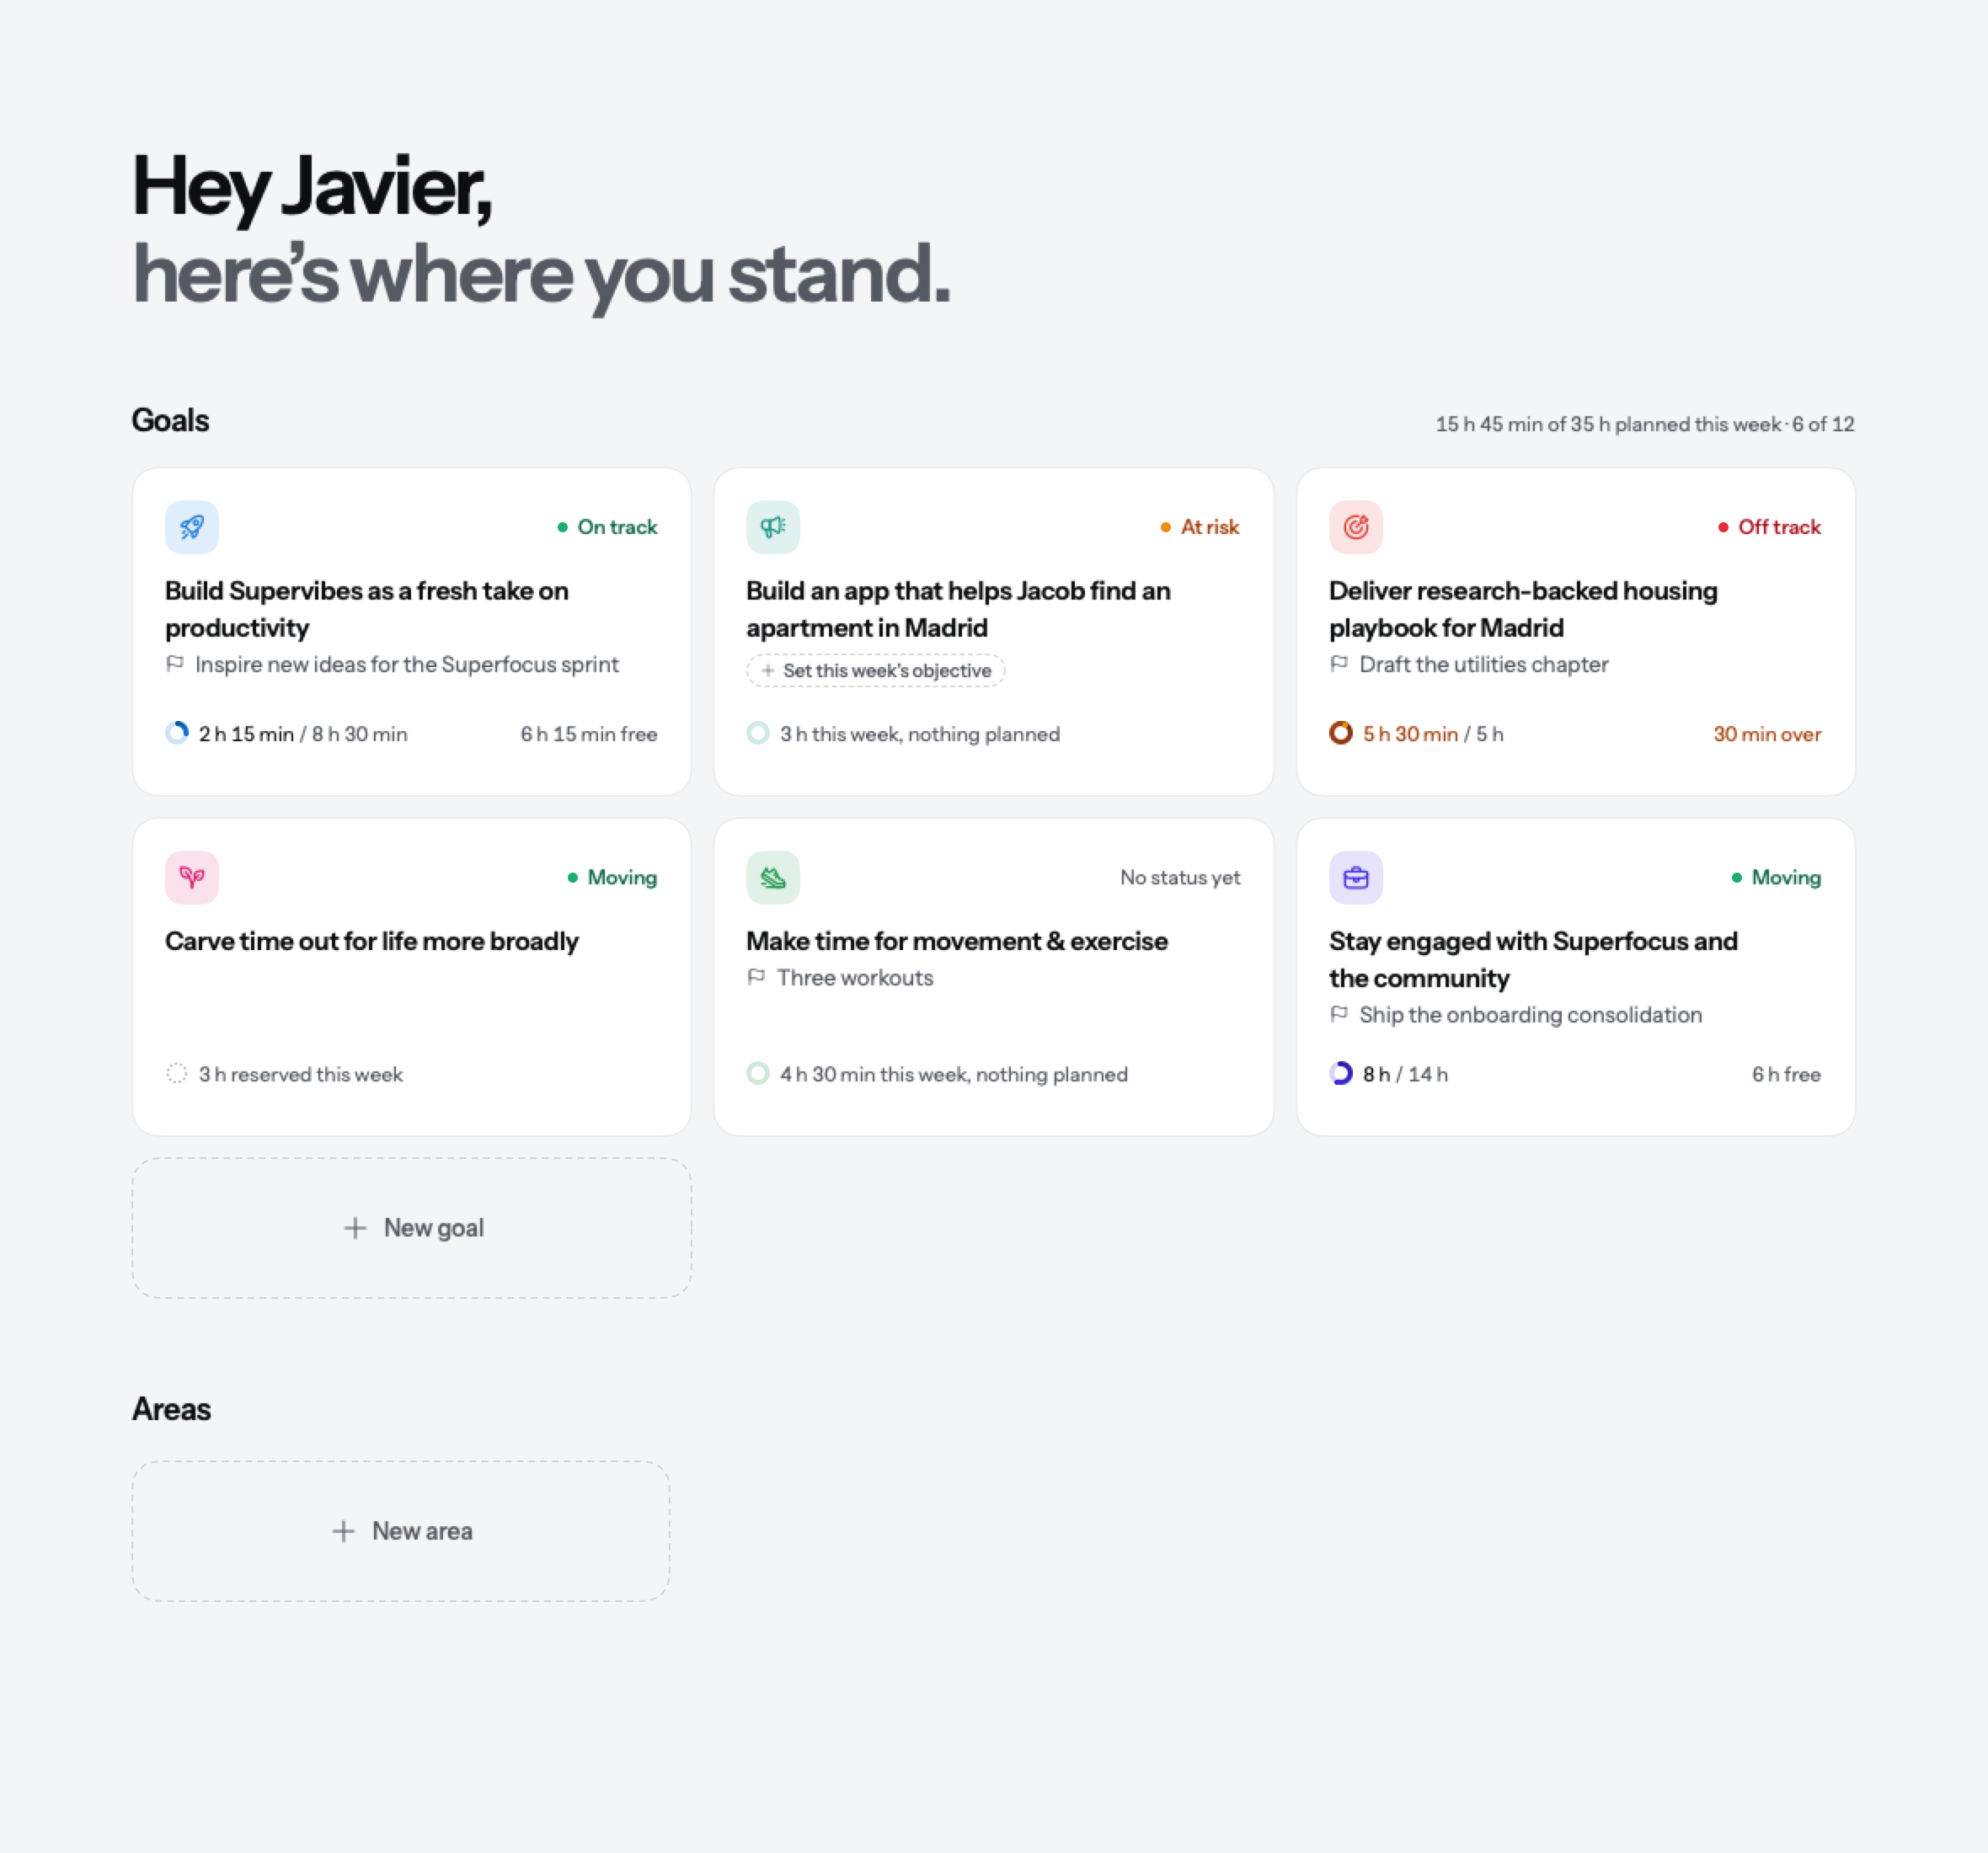 Hey Javier,
here’s where you stand.
Goals
15 h 45 min of 35 h planned this week · 6 of 12
On track
Build Supervibes as a fresh take on
productivity
Inspire new ideas for the Superfocus sprint
2 h 15 min / 8 h 30 min
6 h 15 min free
At risk
Build an app that helps Jacob find an
apartment in Madrid
+ Set this week’s objective
3 h this week, nothing planned
Off track
Deliver research-backed housing
playbook for Madrid
Draft the utilities chapter
5 h 30 min / 5 h
30 min over
Moving
Carve time out for life more broadly
3 h reserved this week
No status yet
Make time for movement & exercise
Three workouts
4 h 30 min this week, nothing planned
Moving
Stay engaged with Superfocus and
the community
Ship the onboarding consolidation
8 h / 14 h
6 h free
+ New goal
Areas
+ New area